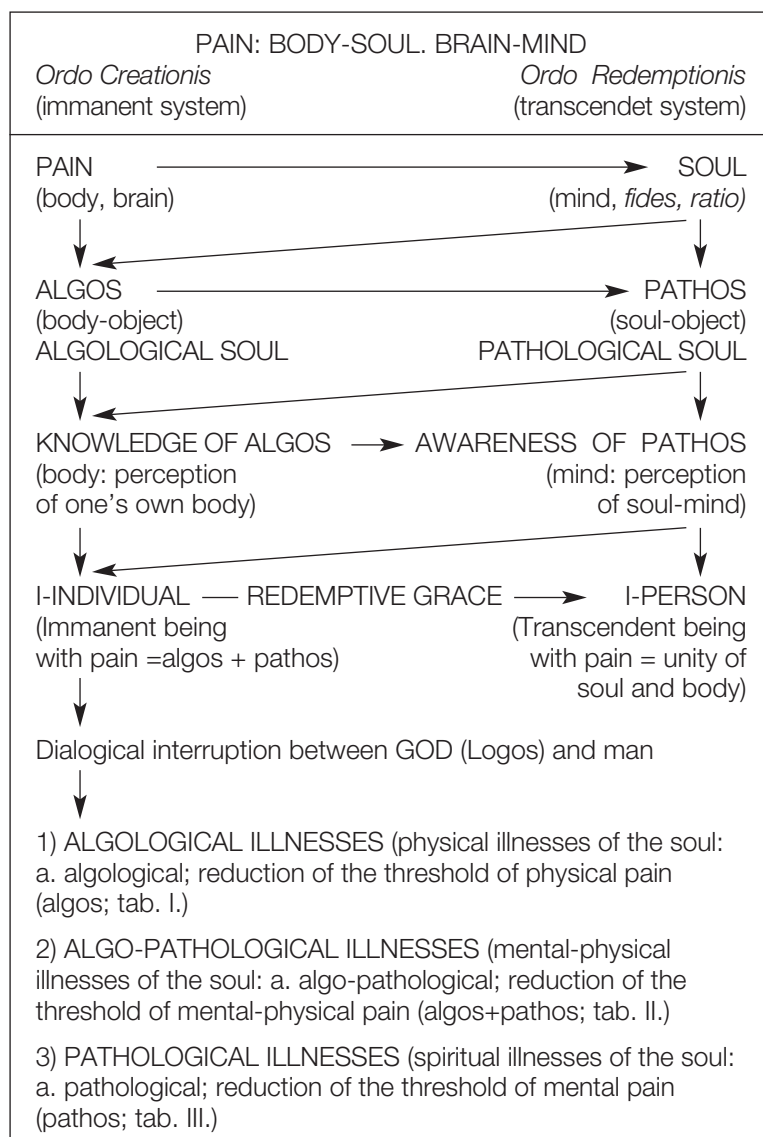 PAIN: BODY-SOUL. BRAIN-MIND
Ordo Creationis Ordo Redemptionis
(immanent system) (transcendet system)
PAIN SOUL
(body, brain) (mind, fides, ratio)
ALGOS PATHOS
(body-object) (soul-object)
ALGOLOGICAL SOUL PATHOLOGICAL SOUL
KNOWLEDGE OF ALGOS AWARENESS OF PATHOS
(body: perception (mind: perception
of one's own body) of soul-mind)
I-INDIVIDUAL — REDEMPTIVE GRACE I-PERSON
(Immanent being (Transcendent being
with pain =algos + pathos) with pain = unity of
soul and body)
Dialogical interruption between GOD (Logos) and man
1) ALGOLOGICAL ILLNESSES (physical illnesses of the soul:
a. algological; reduction of the threshold of physical pain
(algos; tab. I.)
2) ALGO-PATHOLOGICAL ILLNESSES (mental-physical
illnesses of the soul: a. algo-pathological; reduction of the
threshold of mental-physical pain (algos+pathos; tab. II.)
3) PATHOLOGICAL ILLNESSES (spiritual illnesses of the soul:
a. pathological; reduction of the threshold of mental pain
(pathos; tab. III.)